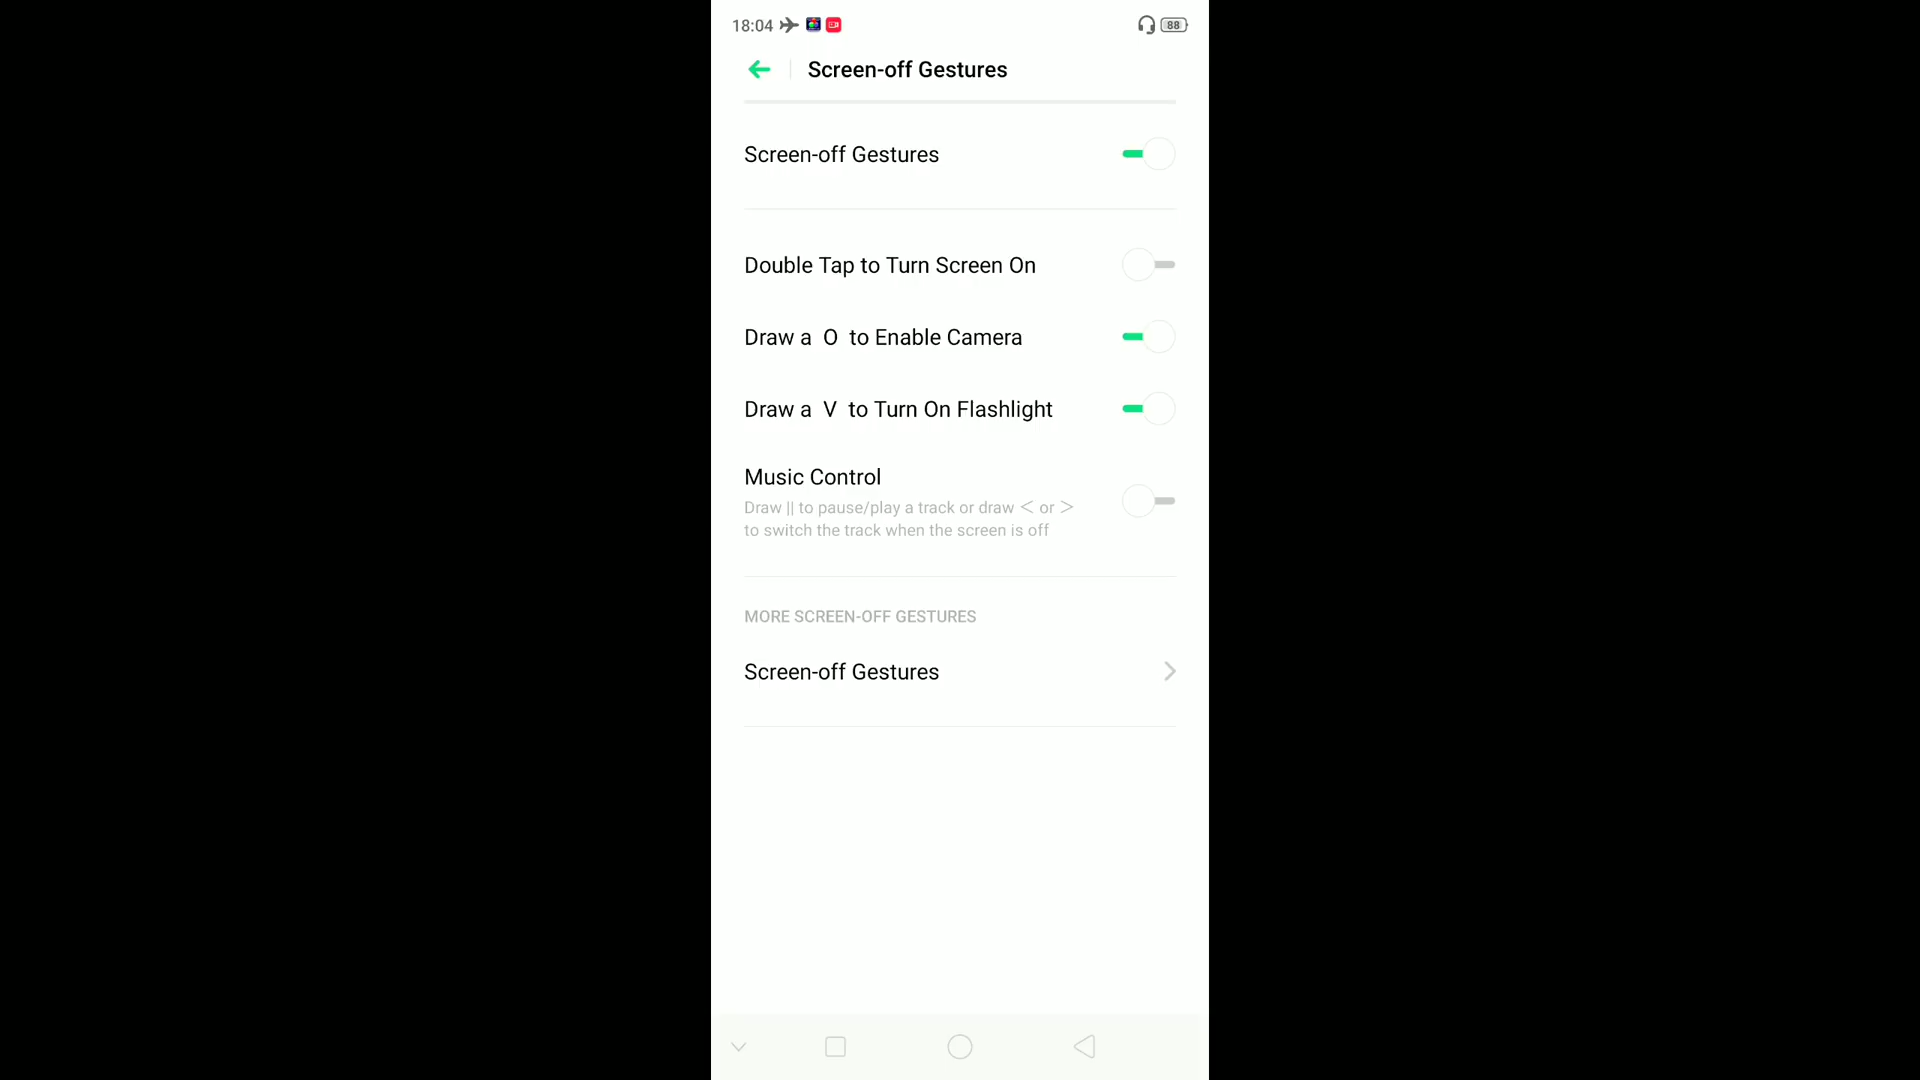 18:04
88
Screen-off Gestures
Screen-off Gestures
Double Tap to Turn Screen On
Draw a O to Enable Camera
Draw a V to Turn On Flashlight
Music Control
Draw || to pause/play a track or draw < or >
to switch the track when the screen is off
MORE SCREEN-OFF GESTURES
Screen-off Gestures